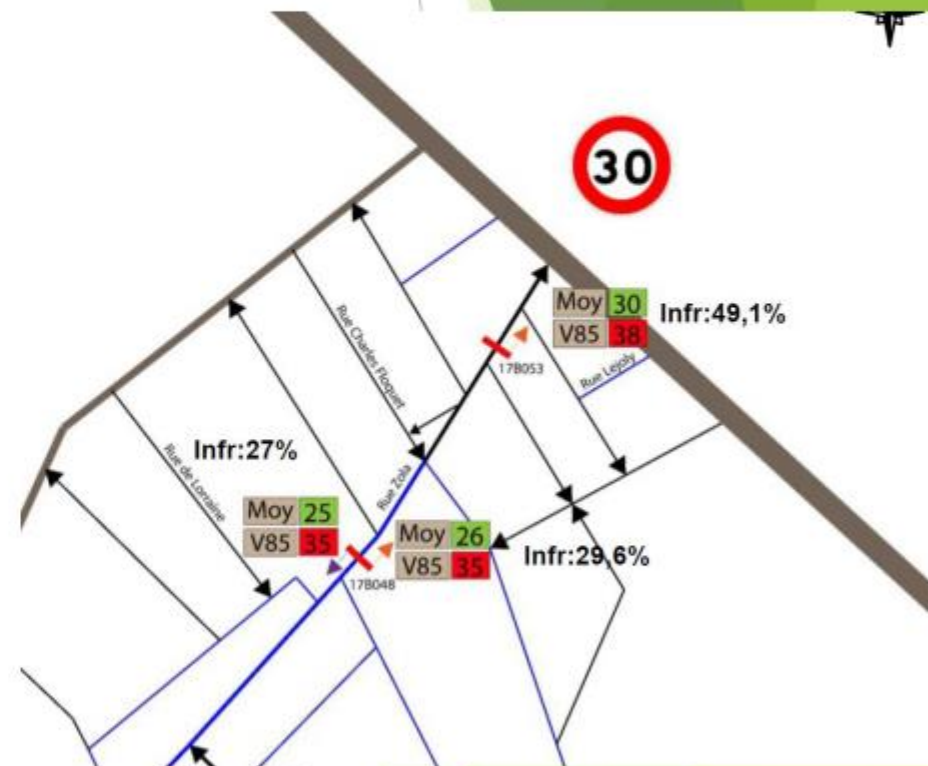 30
Moy 30
V85 38
Infr:49,1%
17B053
Rue Lejoly
Rue Charles Floquet
Infr:27%
Rue de Lorraine
Rue Zola
Moy 25
V85 35
Moy 26
V85 35
Infr:29,6%
17B048